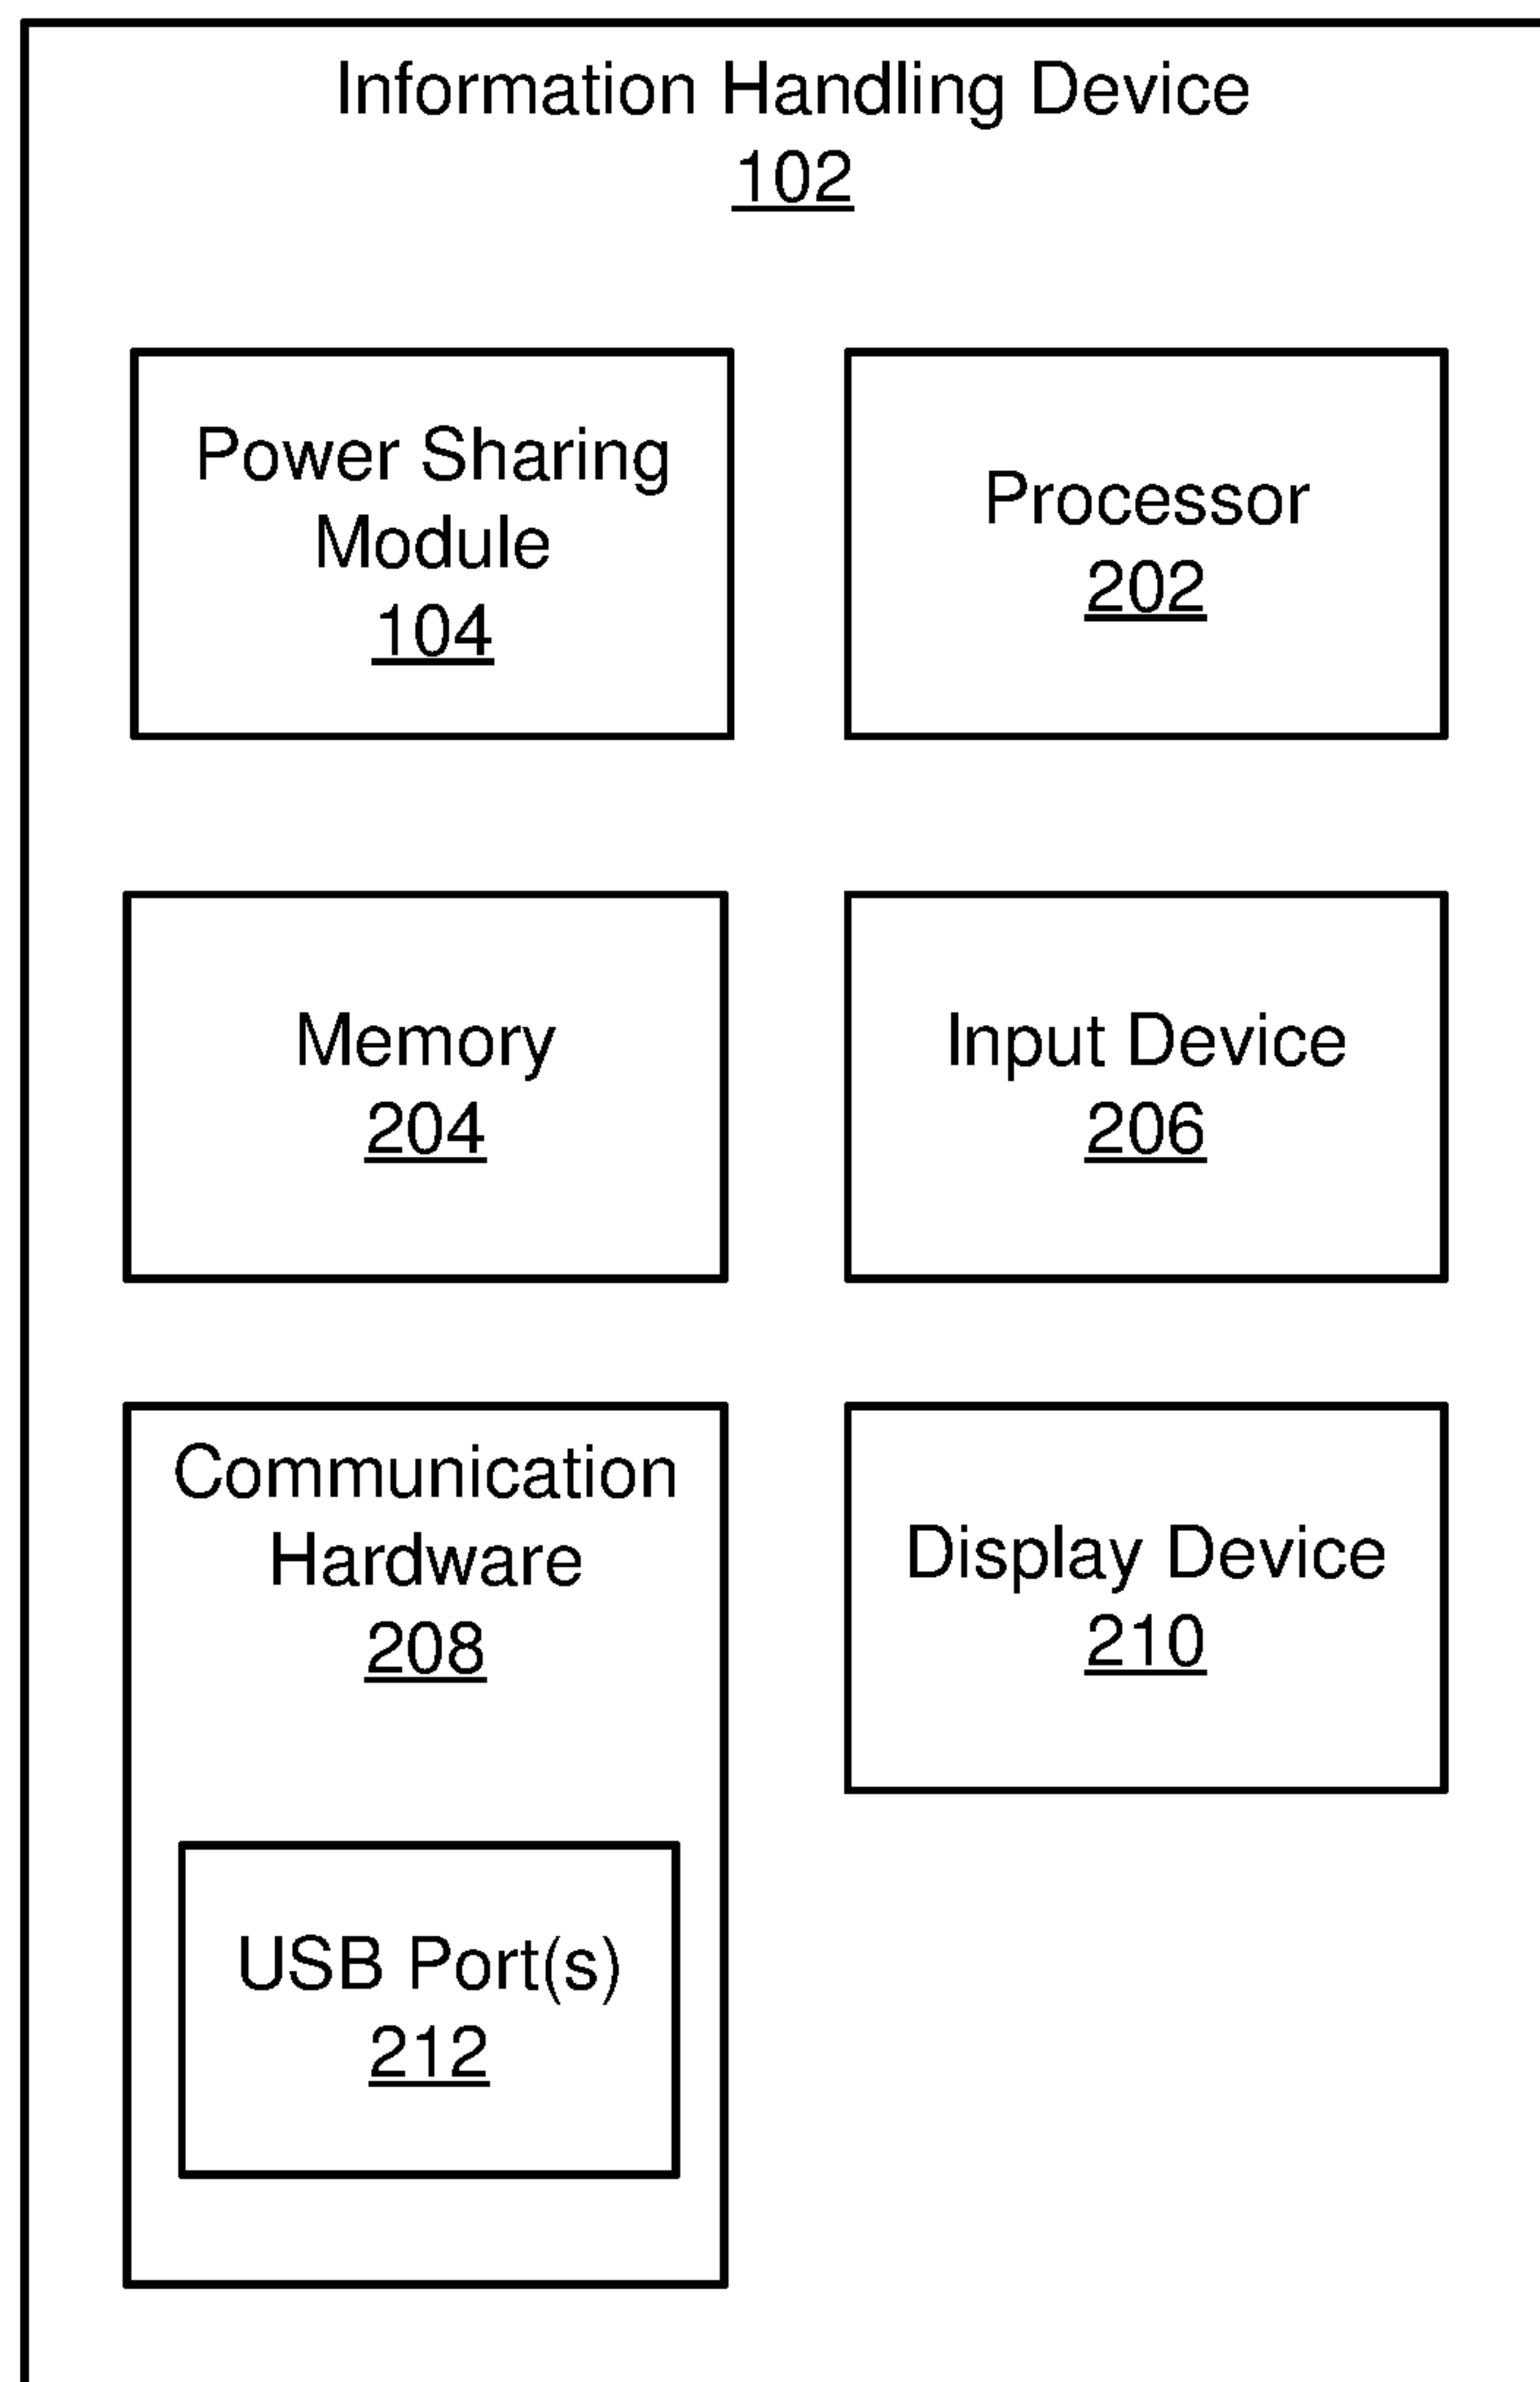 Information Handling Device
102
Power Sharing
Module
104
Processor
202
Memory
204
Input Device
206
Communication
Hardware
208
Display Device
210
USB Port(s)
212